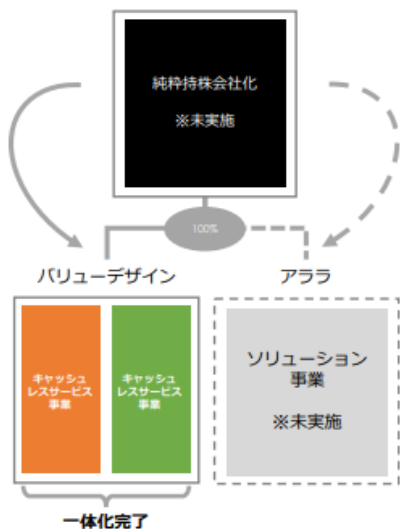 純粋持株会社化
※未実施
100%
バリューデザイン
アララ
キャッシュ
レスサービス
事業
キャッシュ
レスサービス
事業
ソリューション
事業
※未実施
一体化完了